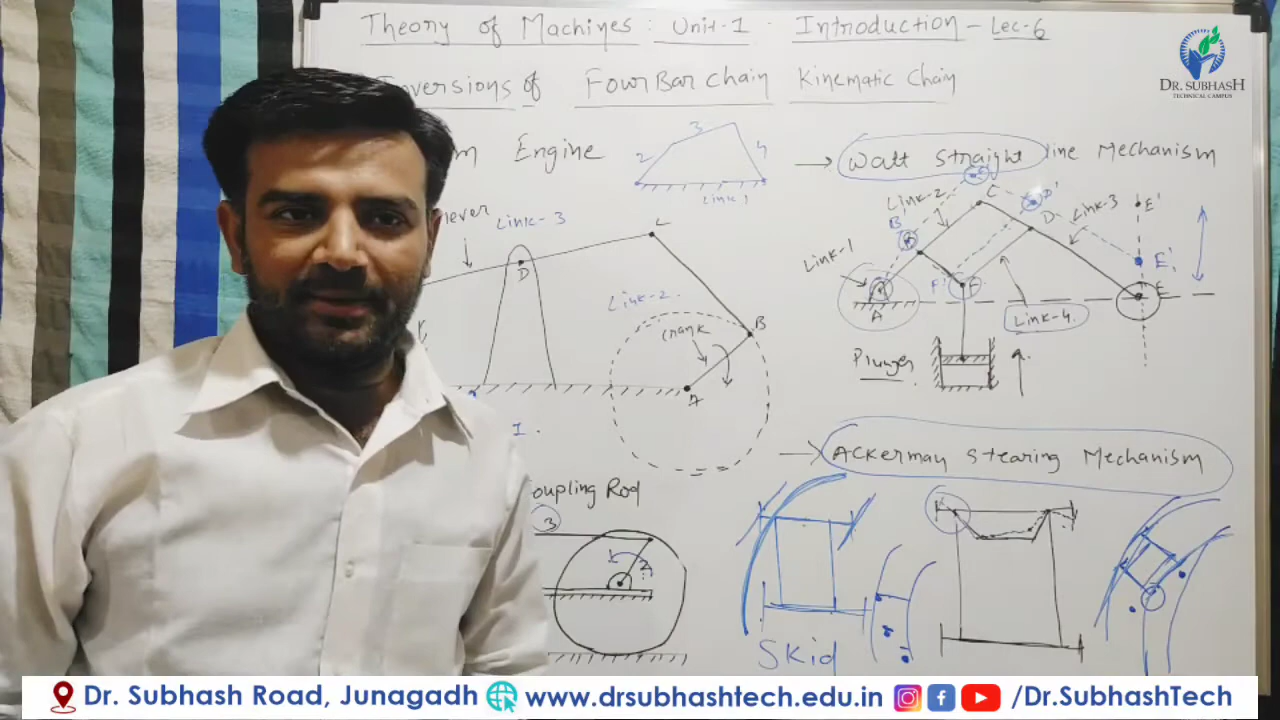 Theory of Machines : Unit-1 Introduction - Lec-6
DR. SUBHASH
TECHNICAL CAMPUS
nversions of Four Bar chain Kinematic Chain
m Engine
2
3
4
Link 1
→ Watt Straight line Mechanism
lever
Link-3
D
C
Link-2
crank
B
A
I.
Link-1
Link-2
Link-3
Link-4.
A
B
B
C
D'
D
E'
E'
E
F'
F
Plunger
→ Ackerman Stearing Mechanism
oupling Rod
3
2
Skid
Dr. Subhash Road, Junagadh www.drsubhashtech.edu.in /Dr.SubhashTech